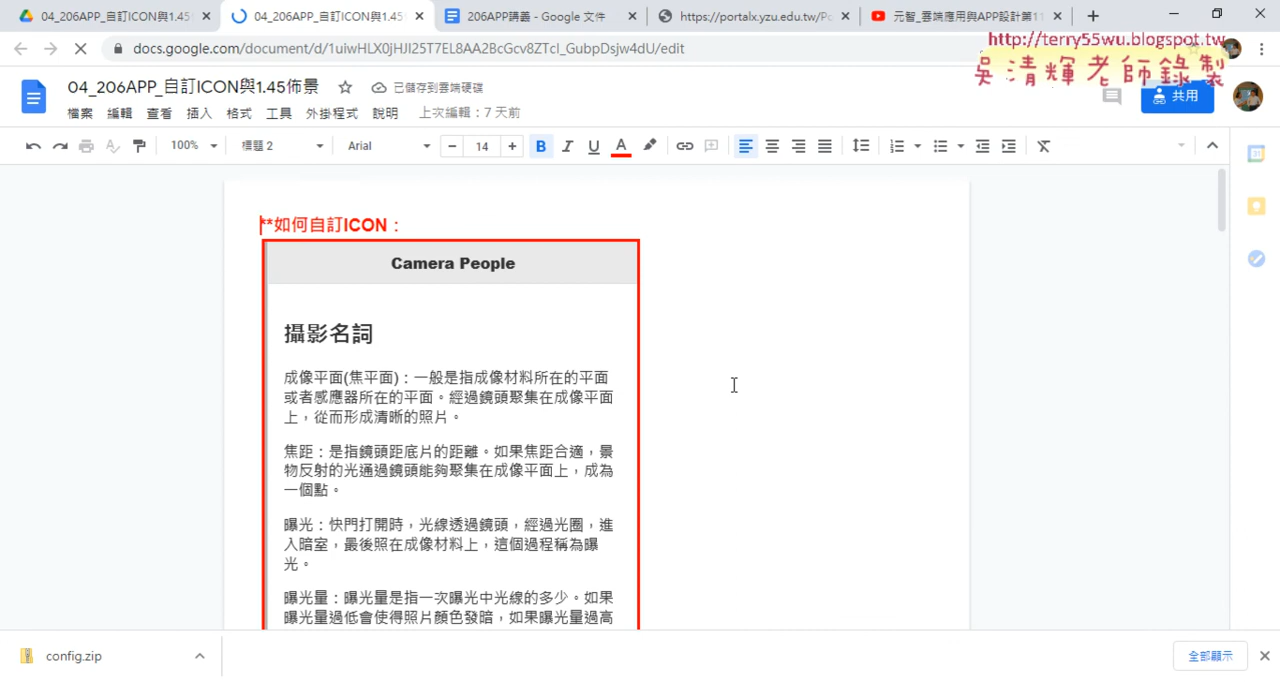 04_206APP_自訂ICON與1.45
04_206APP_自訂ICON與1.45
206APP講義 - Google 文件
https://portalx.yzu.edu.tw/Po
元智_雲端應用與APP設計第11
docs.google.com/document/d/1uiwHLX0jHJI25T7EL8AA2BcGcv8ZTcI_GubpDsjw4dU/edit
http://terry55wu.blogspot.tw
吳清輝老師錄製
04_206APP_自訂ICON與1.45佈景
已儲存到雲端硬碟
共用
檔案 編輯 查看 插入 格式 工具 外掛程式 說明 上次編輯：7 天前
100% 標題 2 Arial 14 B I U A
31
**如何自訂ICON：
Camera People
攝影名詞
成像平面(焦平面)：一般是指成像材料所在的平面
或者感應器所在的平面。經過鏡頭聚集在成像平面
上，從而形成清晰的照片。
焦距：是指鏡頭距底片的距離。如果焦距合適，景
物反射的光通過鏡頭能夠聚集在成像平面上，成為
一個點。
曝光：快門打開時，光線透過鏡頭，經過光圈，進
入暗室，最後照在成像材料上，這個過程稱為曝
光。
曝光量：曝光量是指一次曝光中光線的多少。如果
曝光量過低會使得照片顏色發暗，如果曝光量過高
config.zip
全部顯示